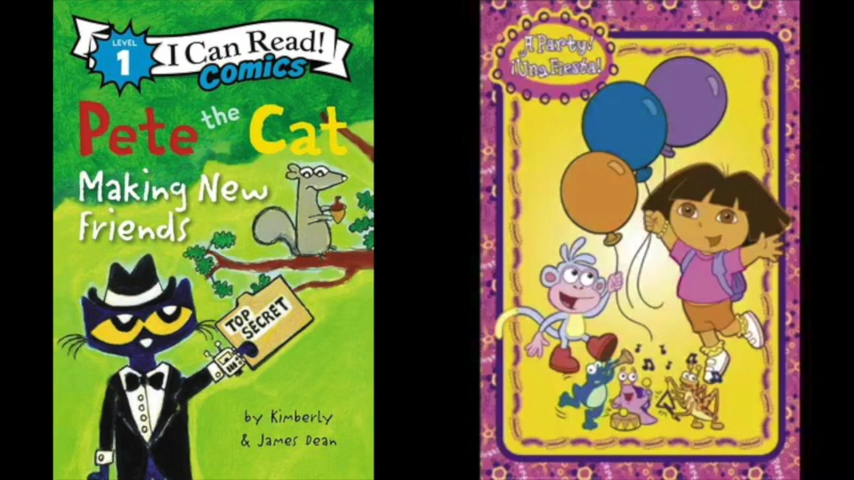 LEVEL
1
I Can Read!
Comics
Pete the Cat
Making New
Friends
TOP
SECRET
by Kimberly
& James Dean
A Party!
¡Una Fiesta!